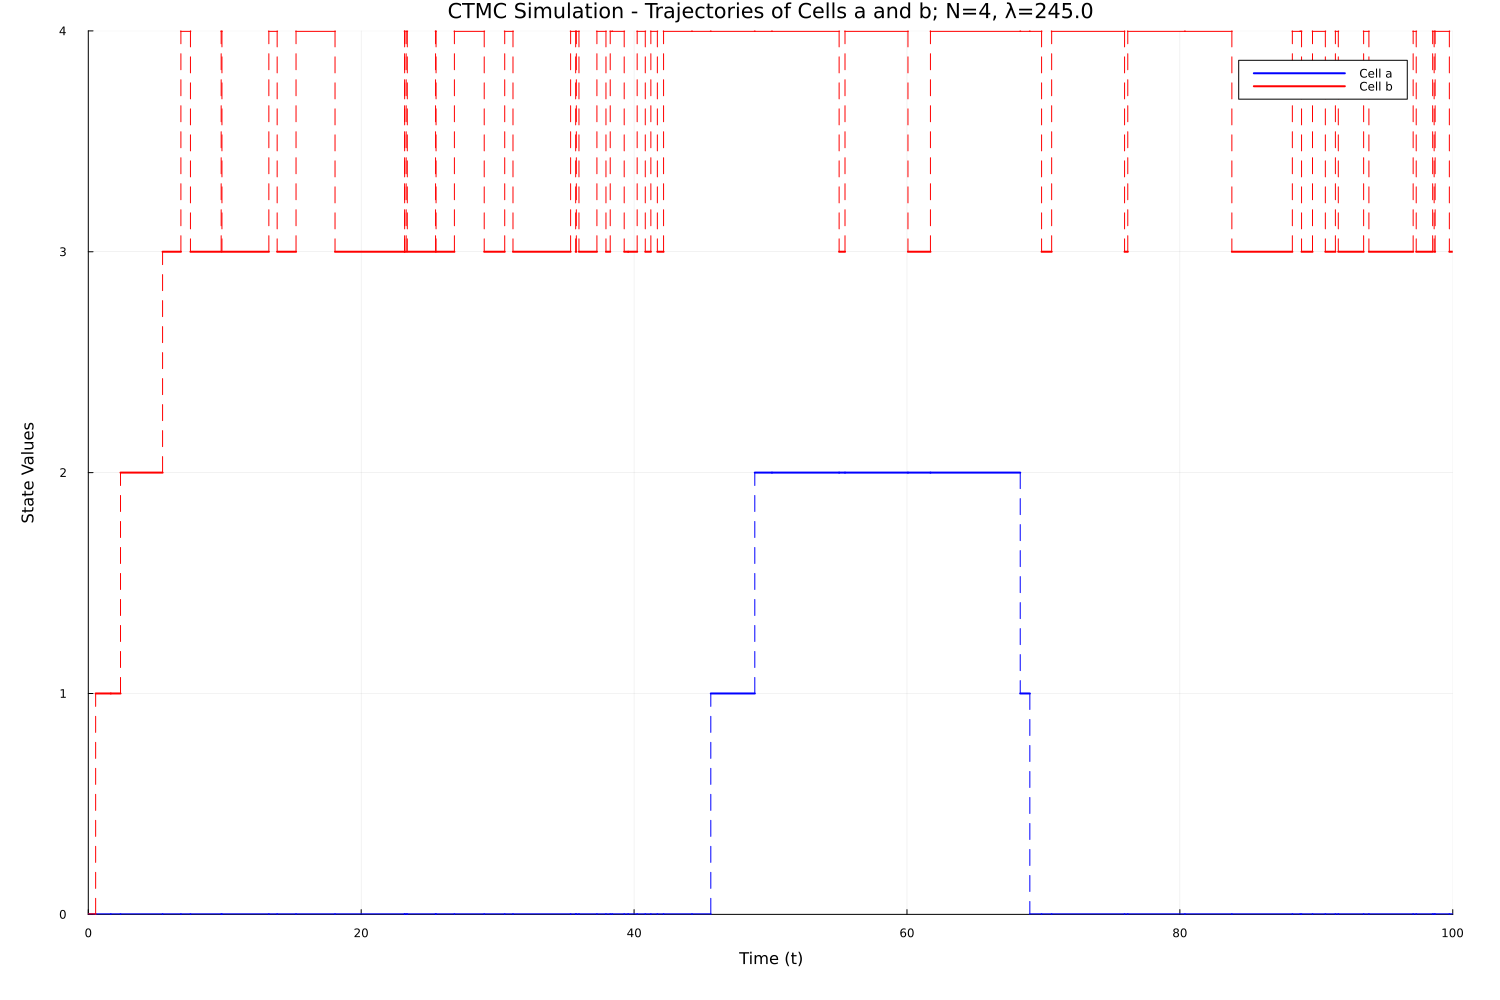 CTMC Simulation - Trajectories of Cells a and b; N=4, λ=245.0
4
Cell a
Cell b
3
State Values
2
1
0
0 20 40 60 80 100
Time (t)